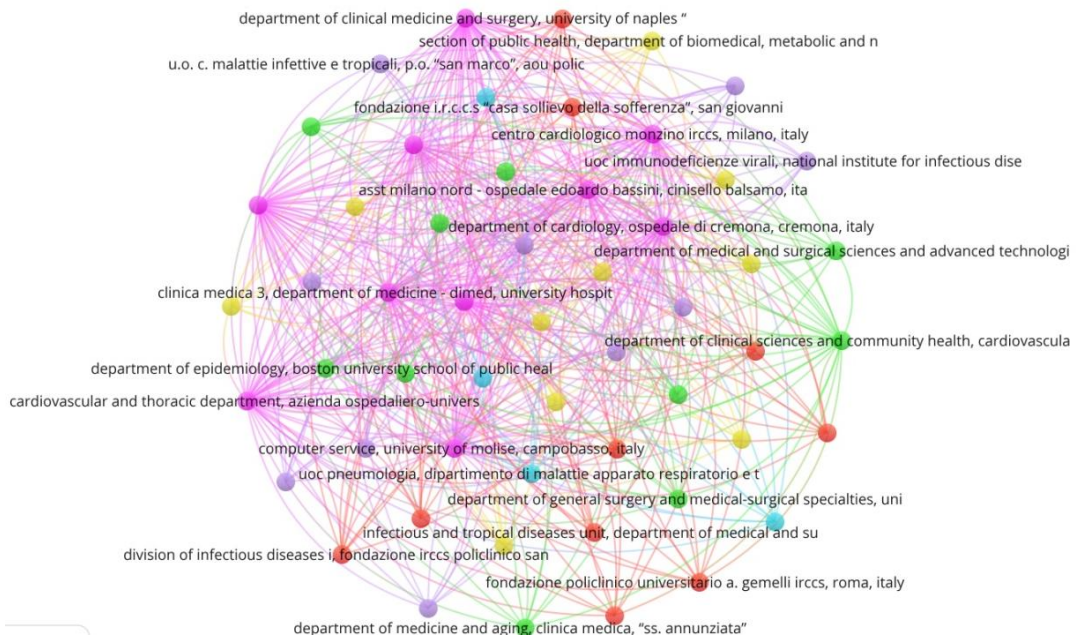 department of clinical medicine and surgery, university of naples “
section of public health, department of biomedical, metabolic and n
u.o. c. malattie infettive e tropicali, p.o. “san marco”, aou polic
fondazione i.r.c.c.s “casa sollievo della sofferenza”, san giovanni
centro cardiologico monzino irccs, milano, italy
uoc immunodeficienze virali, national institute for infectious dise
asst milano nord - ospedale edoardo bassini, cinisello balsamo, ita
department of cardiology, ospedale di cremona, cremona, italy
department of medical and surgical sciences and advanced technologi
clinica medica 3, department of medicine - dimed, university hospit
department of clinical sciences and community health, cardiovascula
department of epidemiology, boston university school of public heal
cardiovascular and thoracic department, azienda ospedaliero-univers
computer service, university of molise, campobasso, italy
uoc pneumologia, dipartimento di malattie apparato respiratorio e t
department of general surgery and medical-surgical specialties, uni
infectious and tropical diseases unit, department of medical and su
division of infectious diseases i, fondazione irccs policlinico san
fondazione policlinico universitario a. gemelli irccs, roma, italy
department of medicine and aging, clinica medica, “ss. annunziata”